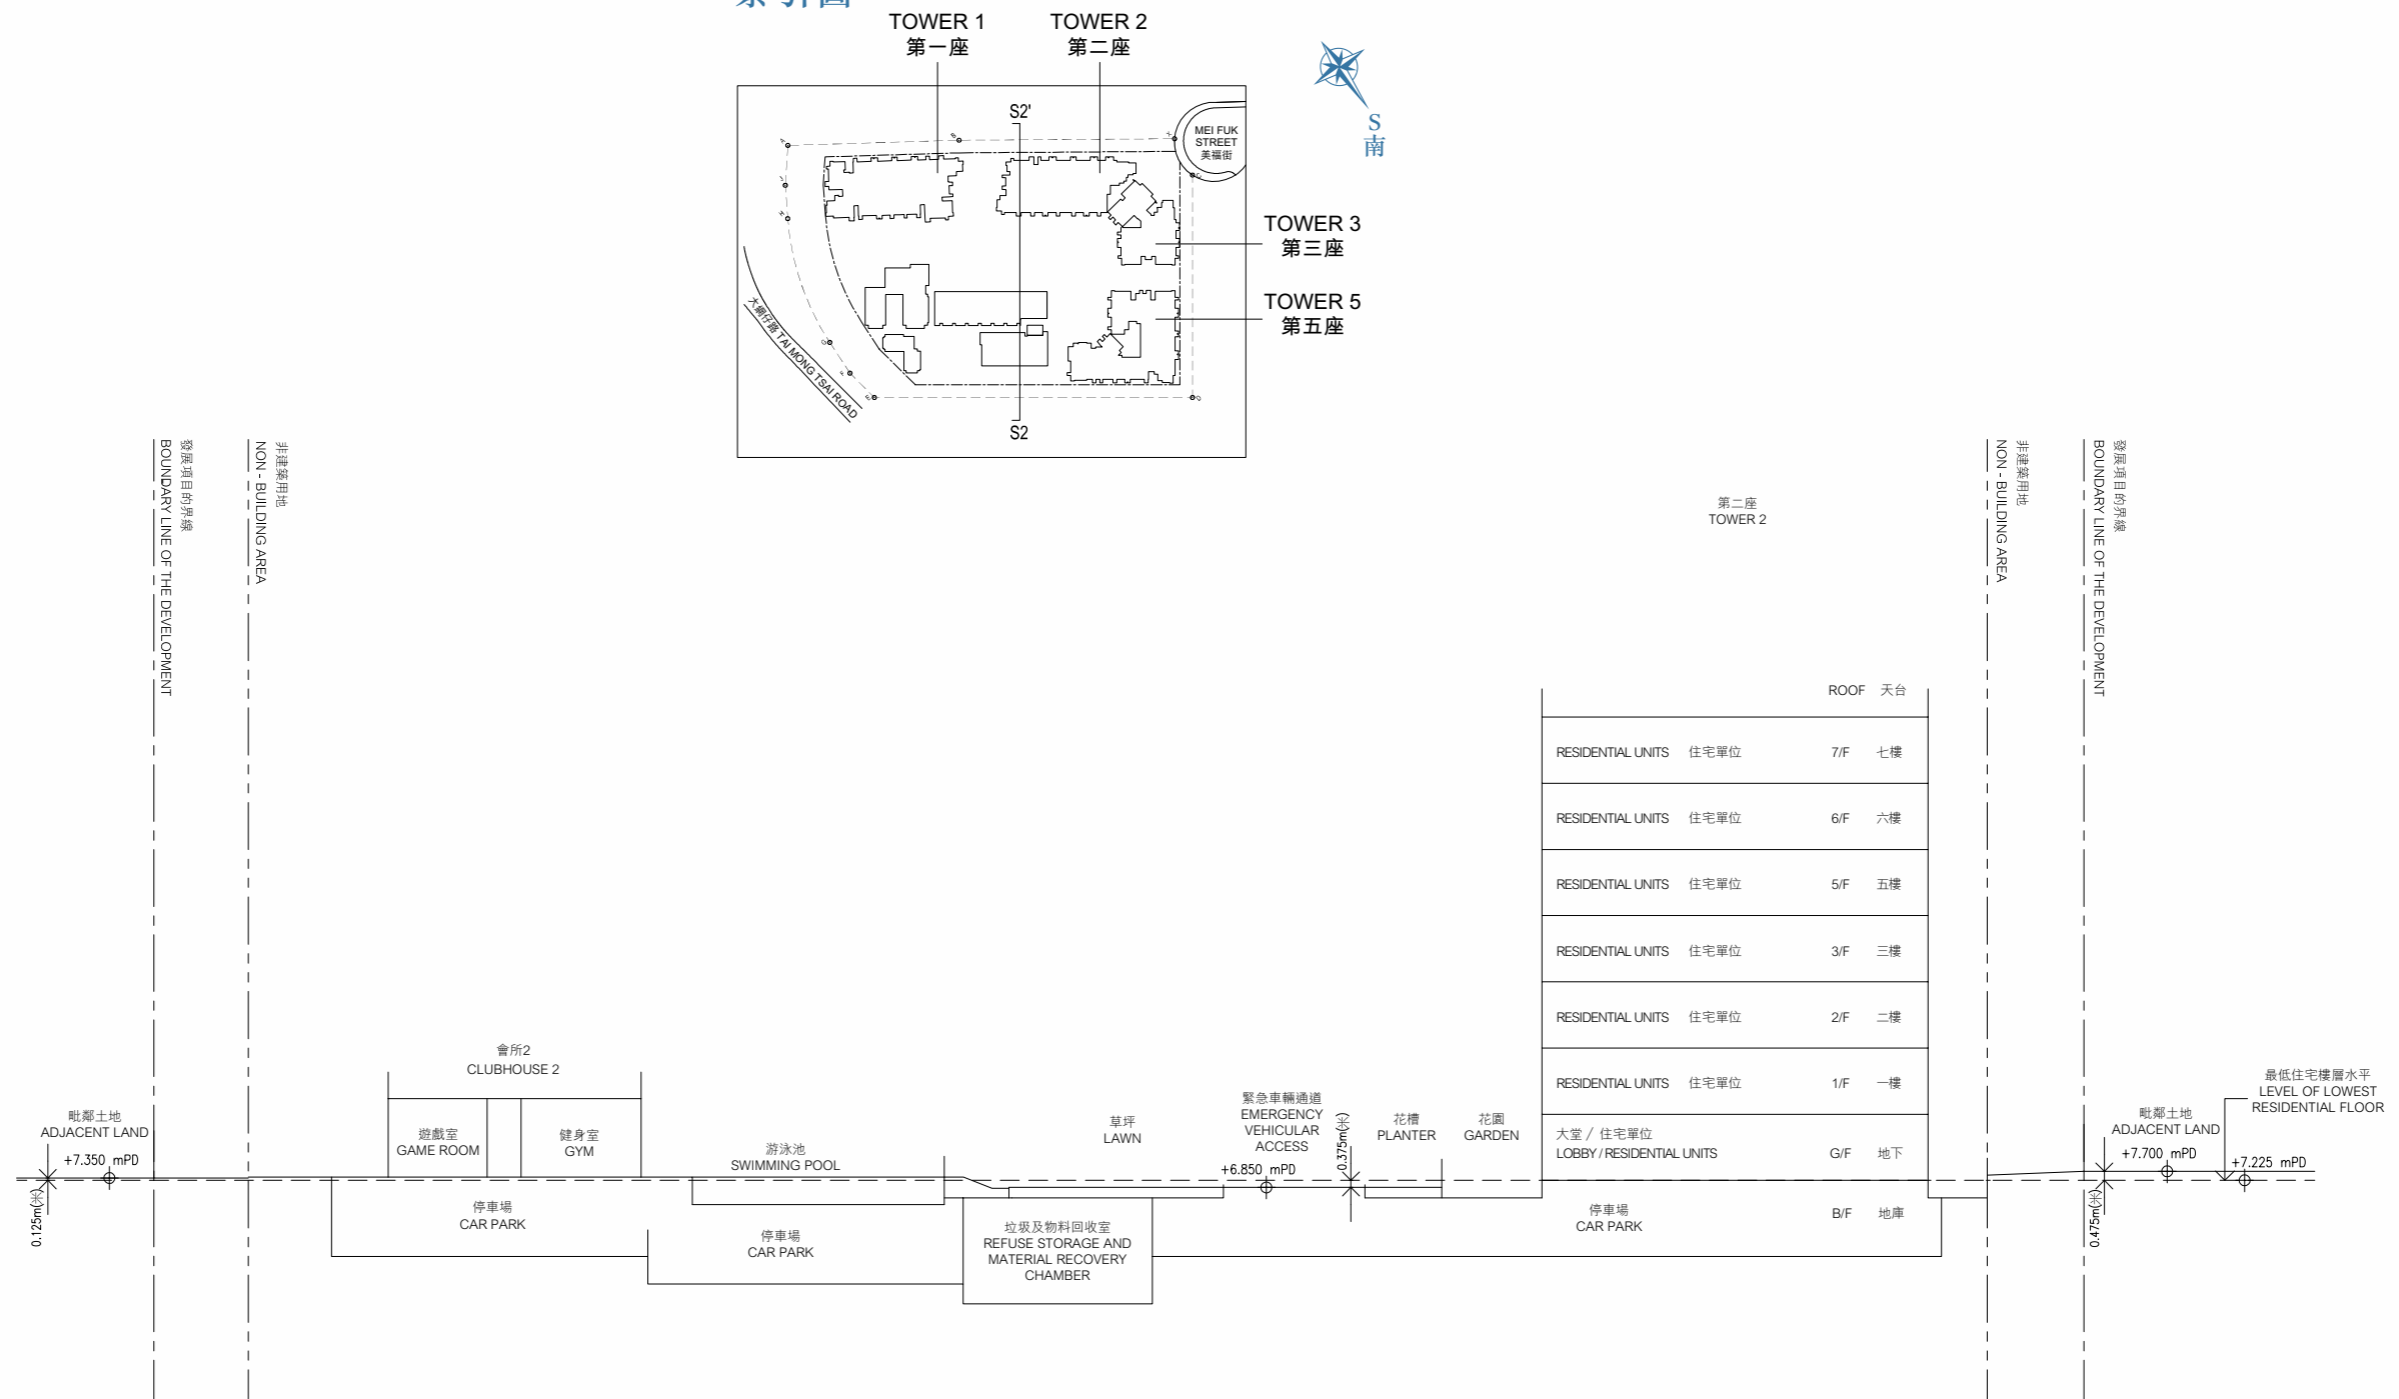 索引圖
TOWER 1
第一座
TOWER 2
第二座
S
南
S2'
MEI FUK
STREET
美福街
TOWER 3
第三座
TOWER 5
第五座
大網仔路 TAI MONG TSAI ROAD
S2
發展項目的界線
BOUNDARY LINE OF THE DEVELOPMENT
非建築用地
NON - BUILDING AREA
非建築用地
NON - BUILDING AREA
發展項目的界線
BOUNDARY LINE OF THE DEVELOPMENT
第二座
TOWER 2
ROOF 天台
RESIDENTIAL UNITS 住宅單位 7/F 七樓
RESIDENTIAL UNITS 住宅單位 6/F 六樓
RESIDENTIAL UNITS 住宅單位 5/F 五樓
RESIDENTIAL UNITS 住宅單位 3/F 三樓
RESIDENTIAL UNITS 住宅單位 2/F 二樓
RESIDENTIAL UNITS 住宅單位 1/F 一樓
大堂 / 住宅單位
LOBBY / RESIDENTIAL UNITS G/F 地下
停車場
CAR PARK B/F 地庫
毗鄰土地
ADJACENT LAND
+7.350 mPD
0.125m(米)
會所2
CLUBHOUSE 2
遊戲室
GAME ROOM
健身室
GYM
游泳池
SWIMMING POOL
停車場
CAR PARK
停車場
CAR PARK
草坪
LAWN
垃圾及物料回收室
REFUSE STORAGE AND
MATERIAL RECOVERY
CHAMBER
緊急車輛通道
EMERGENCY
VEHICULAR
ACCESS
+6.850 mPD
0.375m(米)
花槽
PLANTER
花園
GARDEN
毗鄰土地
ADJACENT LAND
+7.700 mPD
0.475m(米)
最低住宅樓層水平
LEVEL OF LOWEST
RESIDENTIAL FLOOR
+7.225 mPD